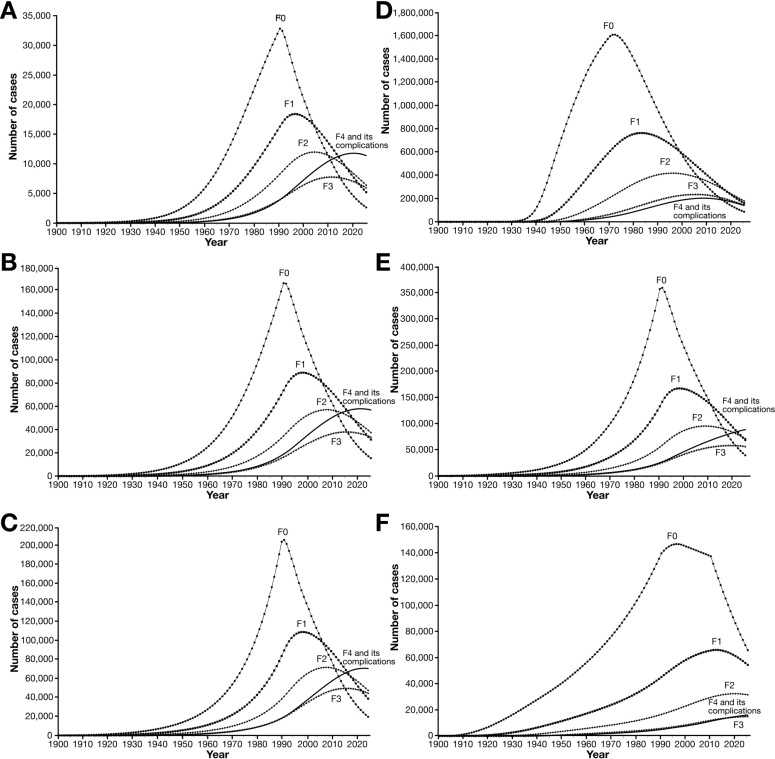 A
35,000
30,000
25,000
20,000
15,000
10,000
5,000
0
Number of cases
F0
F1
F2
F3
F4 and its
complications
1900 1910 1920 1930 1940 1950 1960 1970 1980 1990 2000 2010 2020
Year
B
180,000
160,000
140,000
120,000
100,000
80,000
60,000
40,000
20,000
0
Number of cases
F0
F1
F2
F3
F4 and its
complications
1900 1910 1920 1930 1940 1950 1960 1970 1980 1990 2000 2010 2020
Year
C
220,000
200,000
180,000
160,000
140,000
120,000
100,000
80,000
60,000
40,000
20,000
0
Number of cases
F0
F1
F2
F3
F4 and its
complications
1900 1910 1920 1930 1940 1950 1960 1970 1980 1990 2000 2010 2020
Year
D
1,800,000
1,600,000
1,400,000
1,200,000
1,000,000
800,000
600,000
400,000
200,000
0
Number of cases
F0
F1
F2
F3
F4 and its
complications
1900 1910 1920 1930 1940 1950 1960 1970 1980 1990 2000 2010 2020
Year
E
400,000
350,000
300,000
250,000
200,000
150,000
100,000
50,000
0
Number of cases
F0
F1
F2
F3
F4 and its
complications
1900 1910 1920 1930 1940 1950 1960 1970 1980 1990 2000 2010 2020
Year
F
160,000
140,000
120,000
100,000
80,000
60,000
40,000
20,000
0
Number of cases
F0
F1
F2
F4 and its
complications
F3
1900 1910 1920 1930 1940 1950 1960 1970 1980 1990 2000 2010 2020
Year